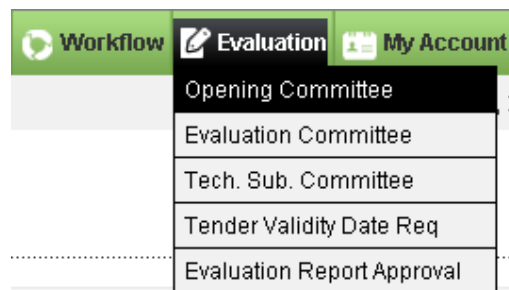 Workflow Evaluation My Account
Opening Committee
Evaluation Committee
Tech. Sub. Committee
Tender Validity Date Req
Evaluation Report Approval